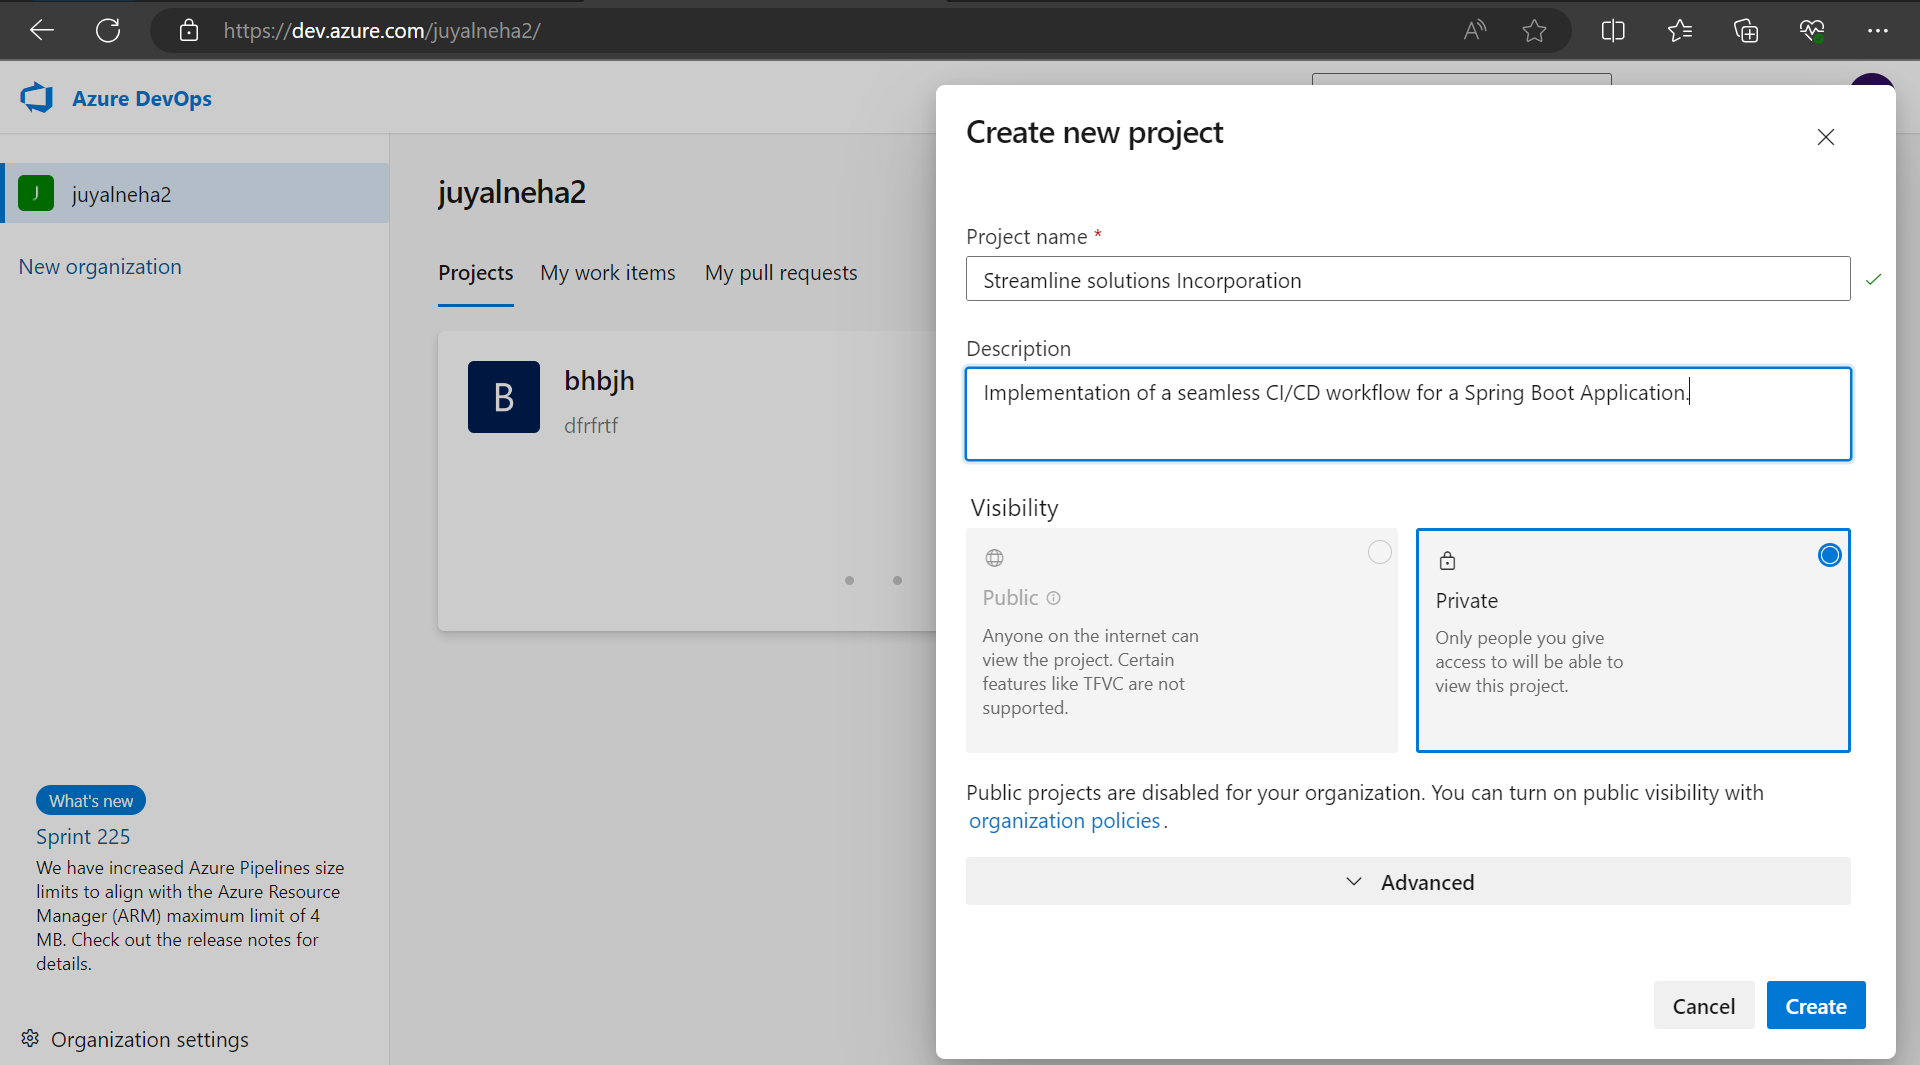 https://dev.azure.com/juyalneha2/
Azure DevOps
J
juyalneha2
New organization
What's new
Sprint 225
We have increased Azure Pipelines size
limits to align with the Azure Resource
Manager (ARM) maximum limit of 4
MB. Check out the release notes for
details.
Organization settings
juyalneha2
Projects
My work items
My pull requests
B
bhbjh
dfrfrtf
Create new project
Project name *
Streamline solutions Incorporation
Description
Implementation of a seamless CI/CD workflow for a Spring Boot Application.
Visibility
Public
Anyone on the internet can
view the project. Certain
features like TFVC are not
supported.
Private
Only people you give
access to will be able to
view this project.
Public projects are disabled for your organization. You can turn on public visibility with
organization policies.
Advanced
Cancel
Create